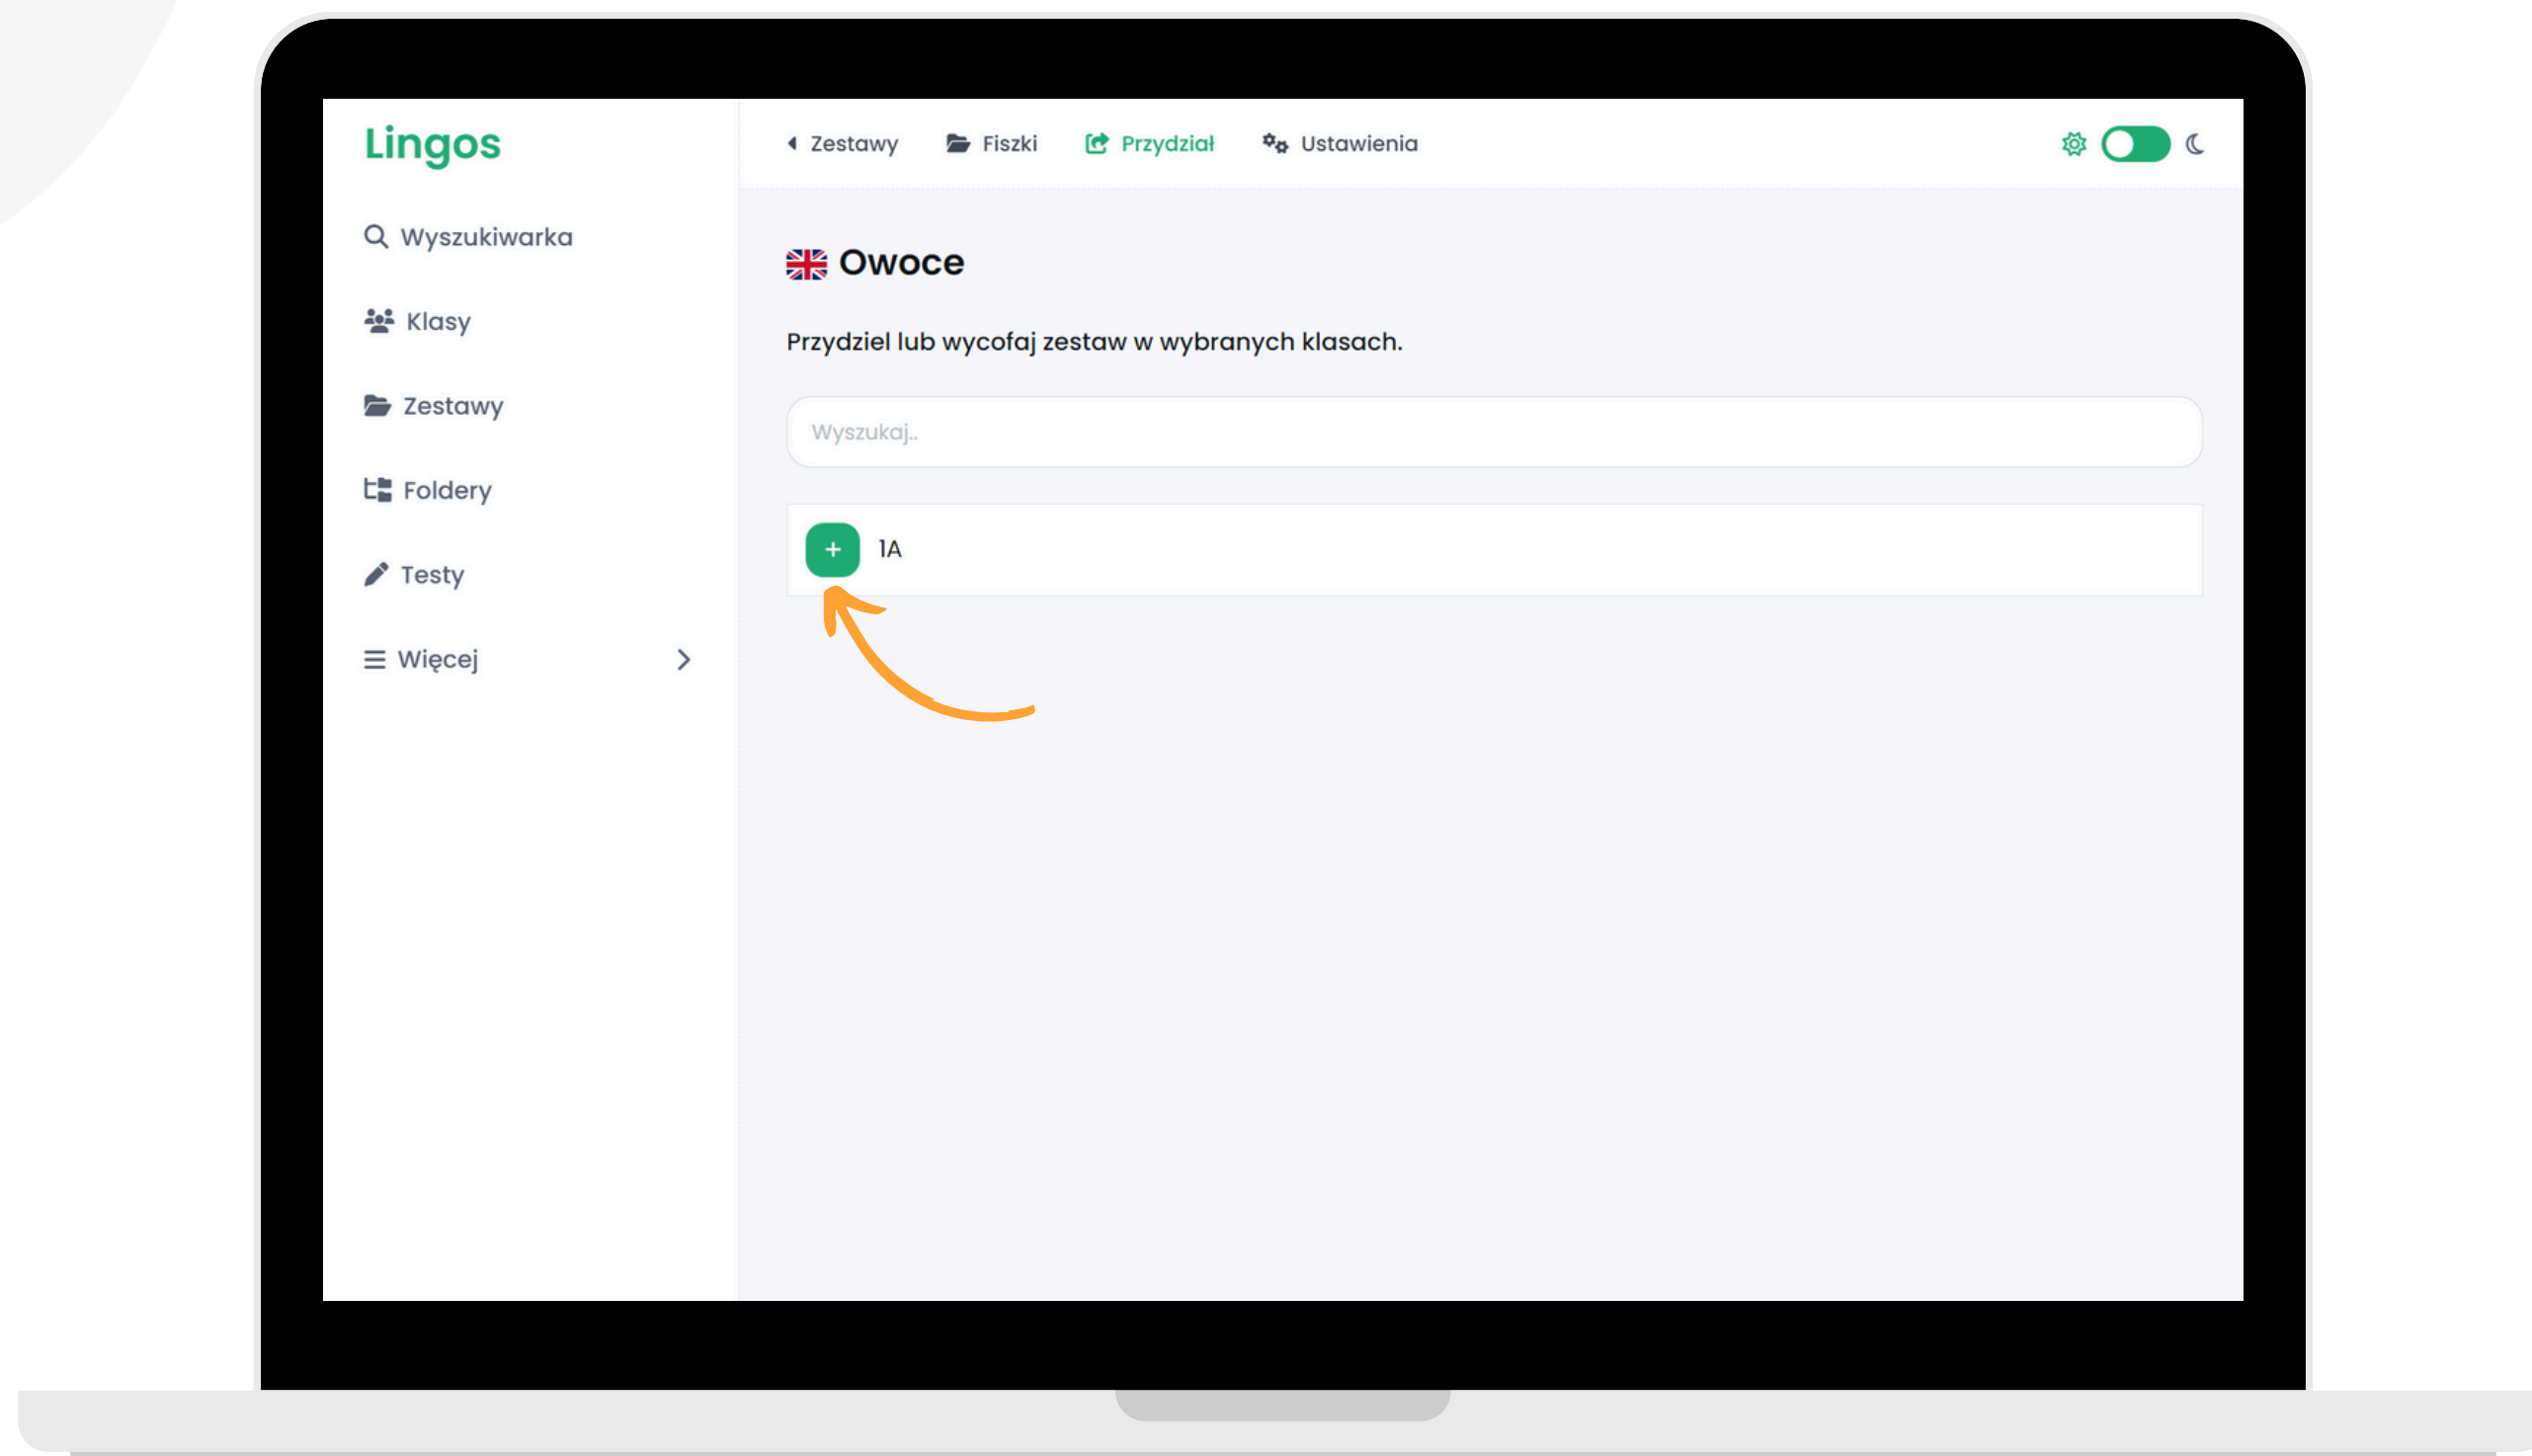 Lingos
Wyszukiwarka
Klasy
Zestawy
Foldery
Testy
Więcej
Zestawy Fiszki Przydział Ustawienia
Owoce
Przydziel lub wycofaj zestaw w wybranych klasach.
Wyszukaj..
+ 1A